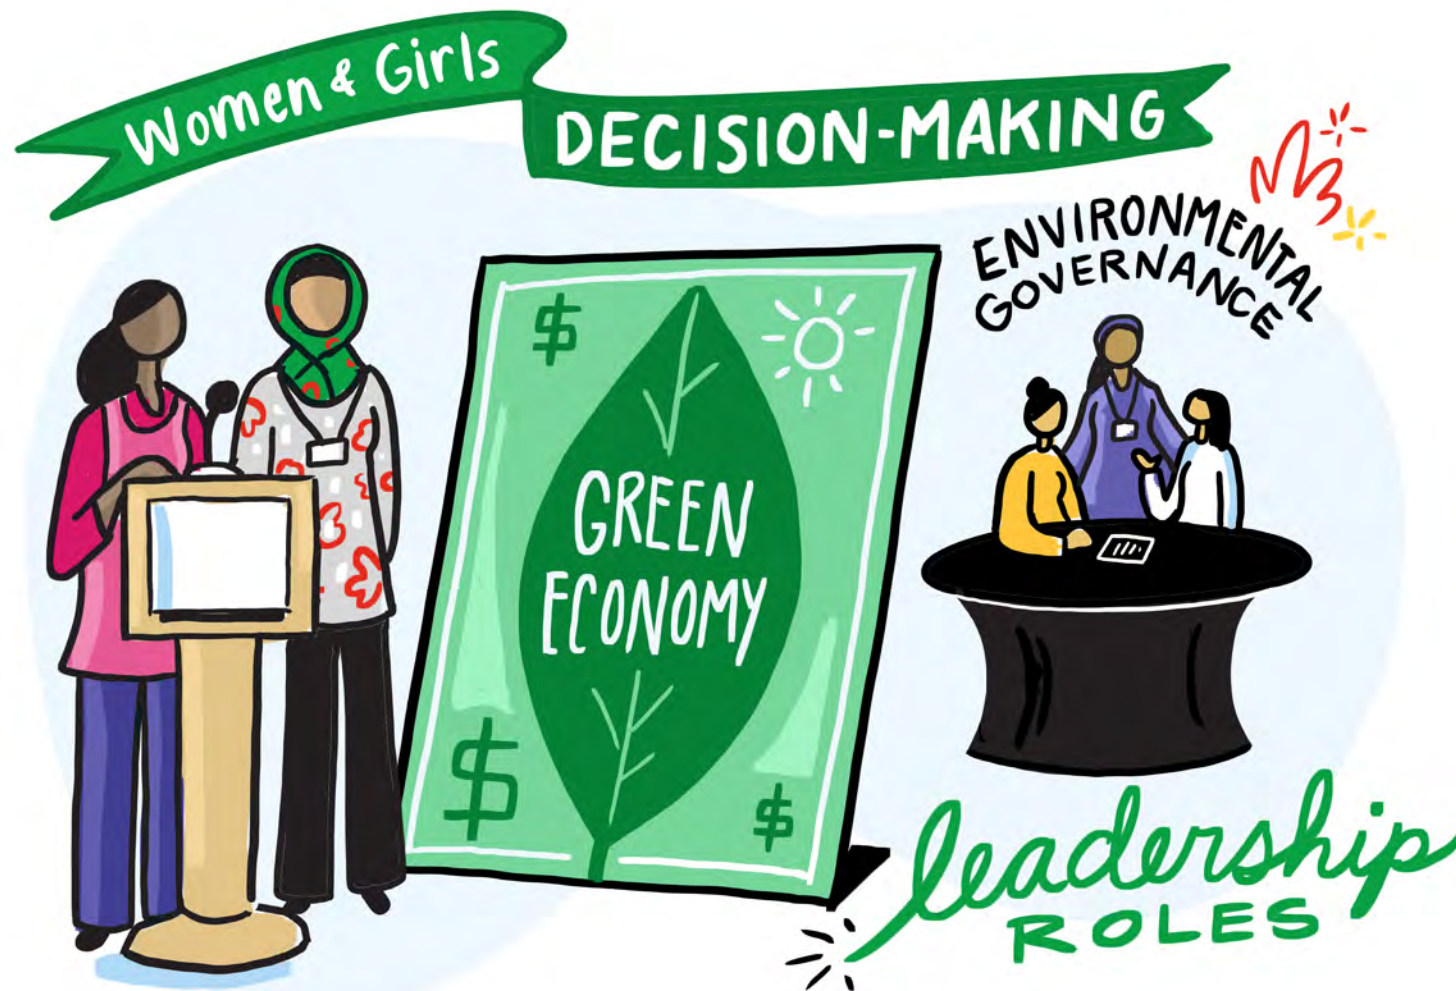 Women & Girls
DECISION-MAKING
ENVIRONMENTAL
GOVERNANCE
$
GREEN
ECONOMY
$
$
leadership
ROLES